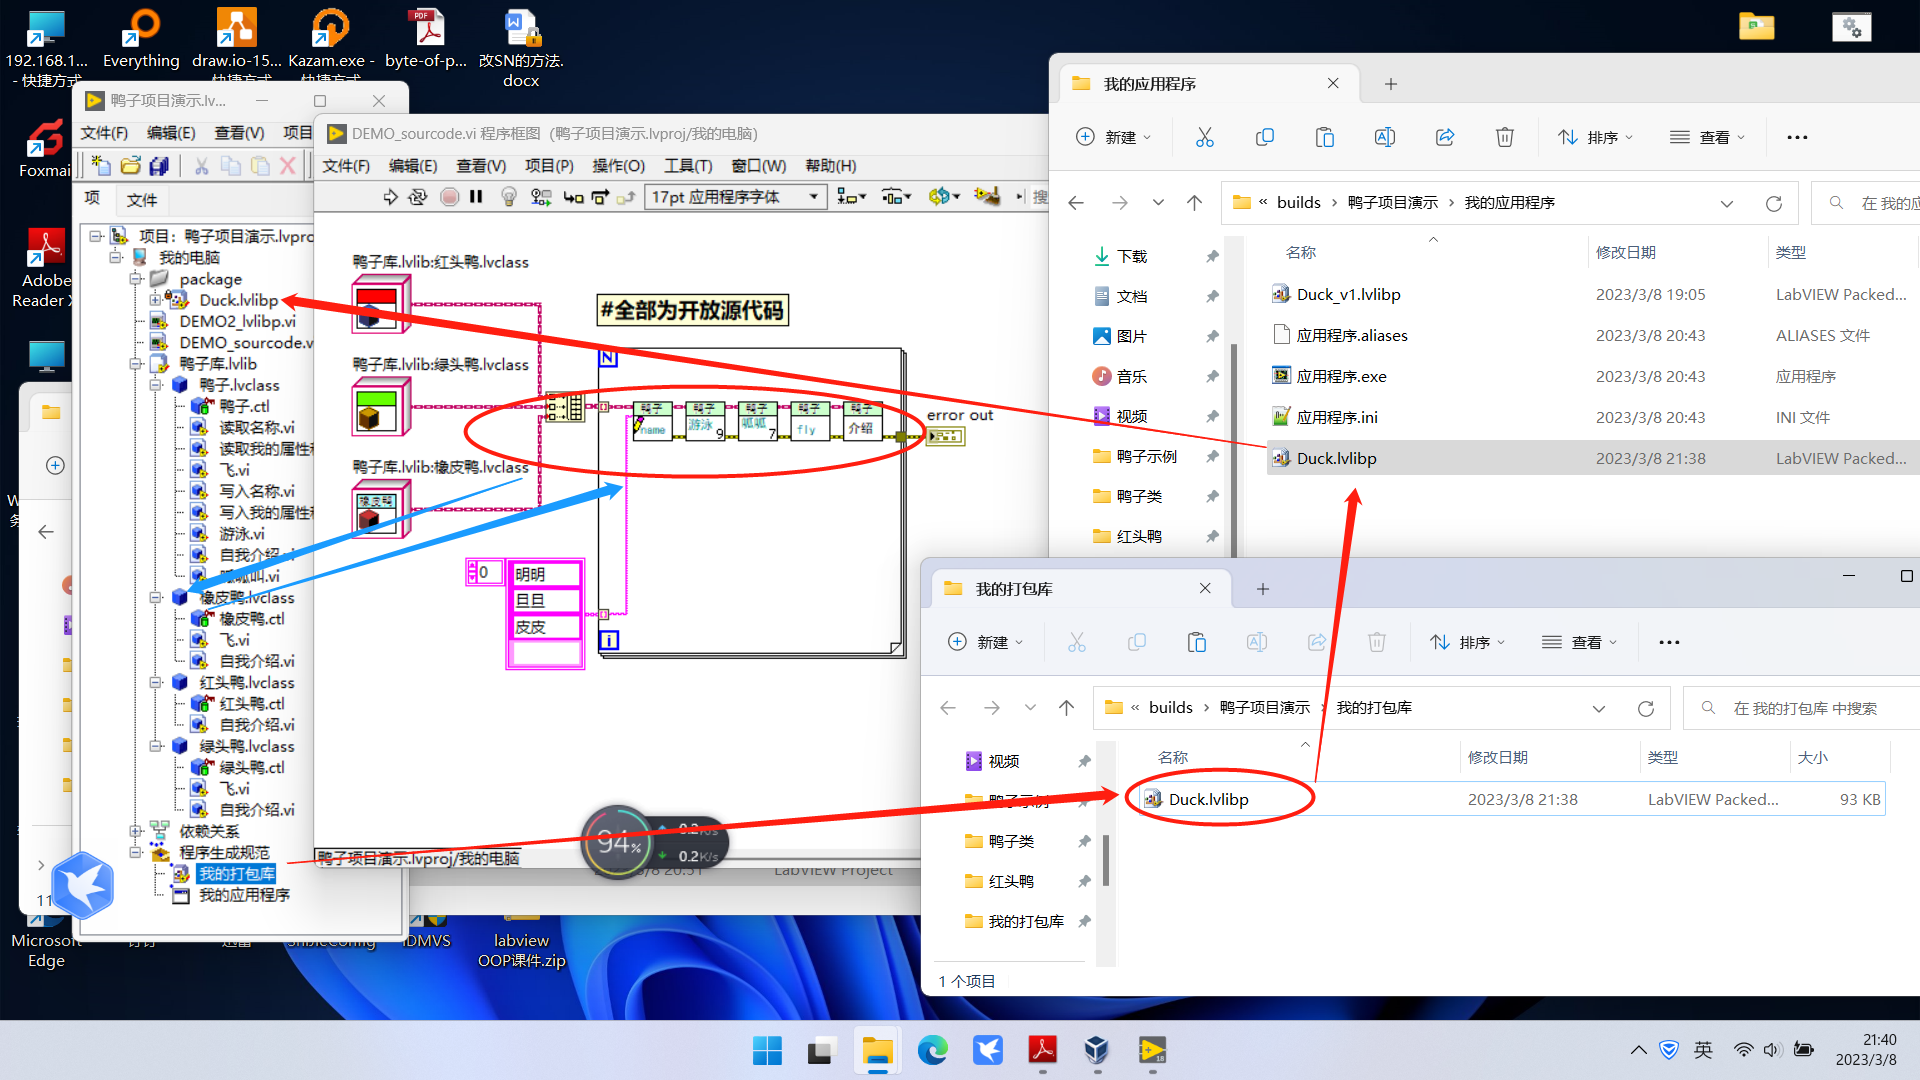 192.168.1...
- 快捷方式
Everything
draw.io-15...
快捷方式
Kazam.exe -
快捷方式
byte-of-p...
改SN的方法.
docx
Foxmai
Adobe
Reader X
Microsoft
Edge
IDMVS
labview
OOP课件.zip
鸭子项目演示.lv...
文件(F)
编辑(E)
查看(V)
项目
项
文件
项目：鸭子项目演示.lvpro
我的电脑
package
Duck.lvlibp
DEMO2_lvlibp.vi
DEMO_sourcode.v
鸭子库.lvlib
鸭子.lvclass
鸭子.ctl
读取名称.vi
读取我的属性
飞.vi
写入名称.vi
写入我的属性
游泳.vi
自我介绍.vi
呱呱叫.vi
橡皮鸭.lvclass
橡皮鸭.ctl
飞.vi
自我介绍.vi
红头鸭.lvclass
红头鸭.ctl
自我介绍.vi
绿头鸭.lvclass
绿头鸭.ctl
飞.vi
自我介绍.vi
依赖关系
程序生成规范
我的打包库
我的应用程序
DEMO_sourcode.vi 程序框图 (鸭子项目演示.lvproj/我的电脑)
文件(F)
编辑(E)
查看(V)
项目(P)
操作(O)
工具(T)
窗口(W)
帮助(H)
17pt 应用程序字体
搜
鸭子库.lvlib:红头鸭.lvclass
#全部为开放源代码
鸭子库.lvlib:绿头鸭.lvclass
N
鸭子
name
鸭子
游泳
9
鸭子
呱呱
7
鸭子
fly
鸭子
介绍
error out
鸭子库.lvlib:橡皮鸭.lvclass
橡皮鸭
0
明明
旦旦
皮皮
i
鸭子项目演示.lvproj/我的电脑
94%
0.2K/s
0.2K/s
LabVIEW Project
我的应用程序
新建
排序
查看
builds
鸭子项目演示
我的应用程序
名称
修改日期
类型
下载
文档
图片
音乐
视频
鸭子示例
鸭子类
红头鸭
Duck_v1.lvlibp
2023/3/8 19:05
LabVIEW Packed...
应用程序.aliases
2023/3/8 20:43
ALIASES 文件
应用程序.exe
2023/3/8 20:43
应用程序
应用程序.ini
2023/3/8 20:43
INI 文件
Duck.lvlibp
2023/3/8 21:38
LabVIEW Packed...
我的打包库
新建
排序
查看
builds
鸭子项目演示
我的打包库
在 我的打包库 中搜索
名称
修改日期
类型
大小
视频
鸭子示例
鸭子类
红头鸭
我的打包库
Duck.lvlibp
2023/3/8 21:38
LabVIEW Packed...
93 KB
1 个项目
英
21:40
2023/3/8